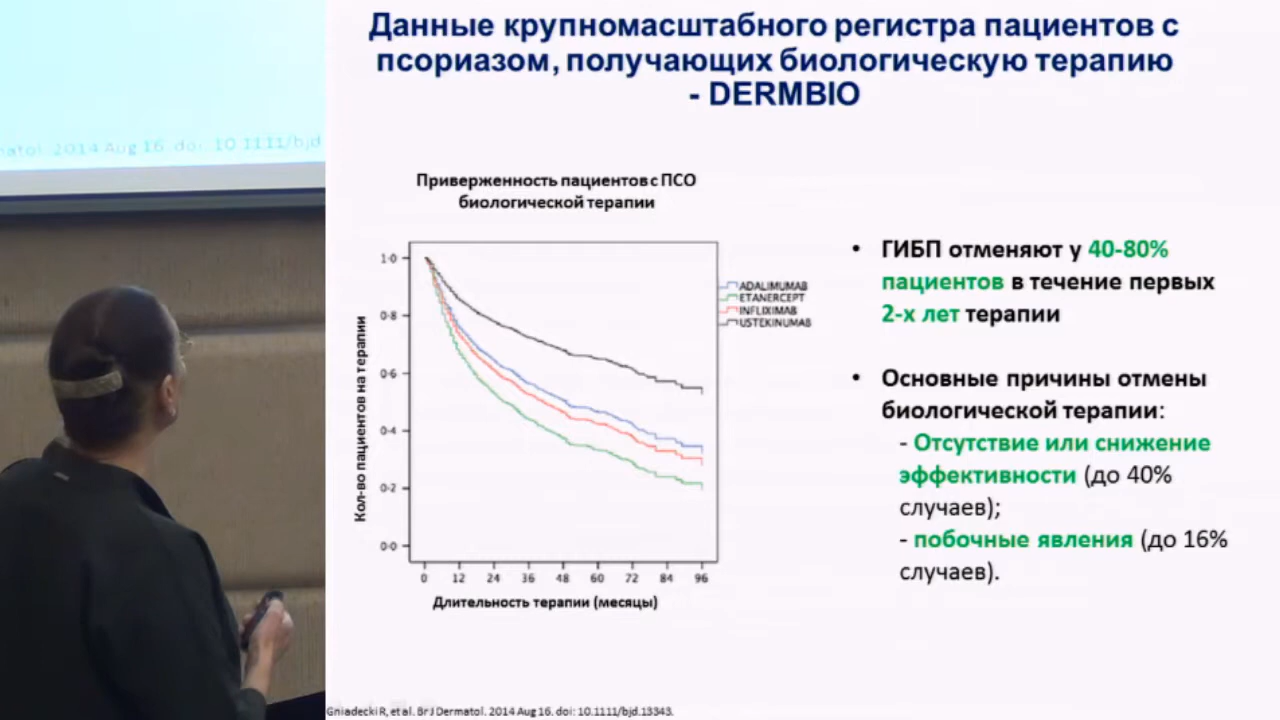 Данные крупномасштабного регистра пациентов с
псориазом, получающих биологическую терапию
- DERMBIO
matol. 2014 Aug 16. doi: 10.1111/bjd
Приверженность пациентов с ПСО
биологической терапии
Кол-во пациентов на терапии
1·0
0·8
0·6
0·4
0·2
0·0
0 12 24 36 48 60 72 84 96
Длительность терапии (месяцы)
ADALIMUMAB
ETANERCEPT
INFLIXIMAB
USTEKINUMAB
• ГИБП отменяют у 40-80%
пациентов в течение первых
2-х лет терапии
• Основные причины отмены
биологической терапии:
- Отсутствие или снижение
эффективности (до 40%
случаев);
- побочные явления (до 16%
случаев).
Gniadecki R, et al. Br J Dermatol. 2014 Aug 16. doi: 10.1111/bjd.13343.